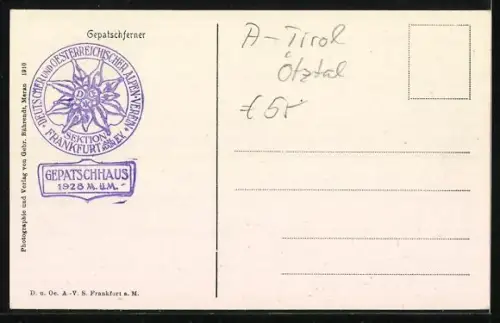 Gepatschferner
DEUTSCHER UND OESTERREICHISCHER ALPEN-VEREIN
SEKTION
FRANKFURT
GEPATSCHHAUS
1928 M. ü.M.
Photographie und Verlag von Gebr. Bährendt, Meran 1910
D. u. Oe. A.-V. S. Frankfurt a. M.
A-Tirol
Ötztal